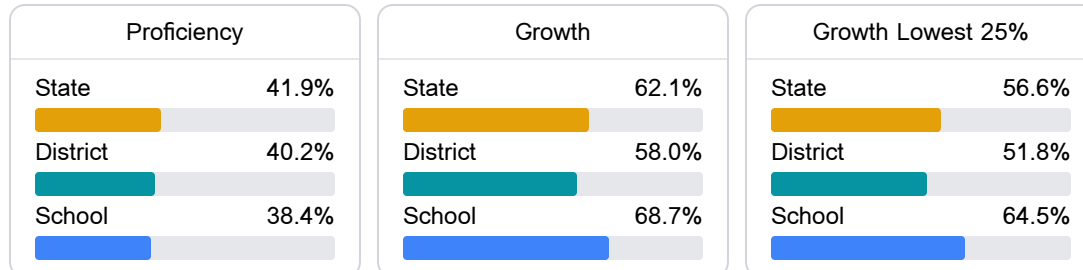 Proficiency
State 41.9%
District 40.2%
School 38.4%
Growth
State 62.1%
District 58.0%
School 68.7%
Growth Lowest 25%
State 56.6%
District 51.8%
School 64.5%